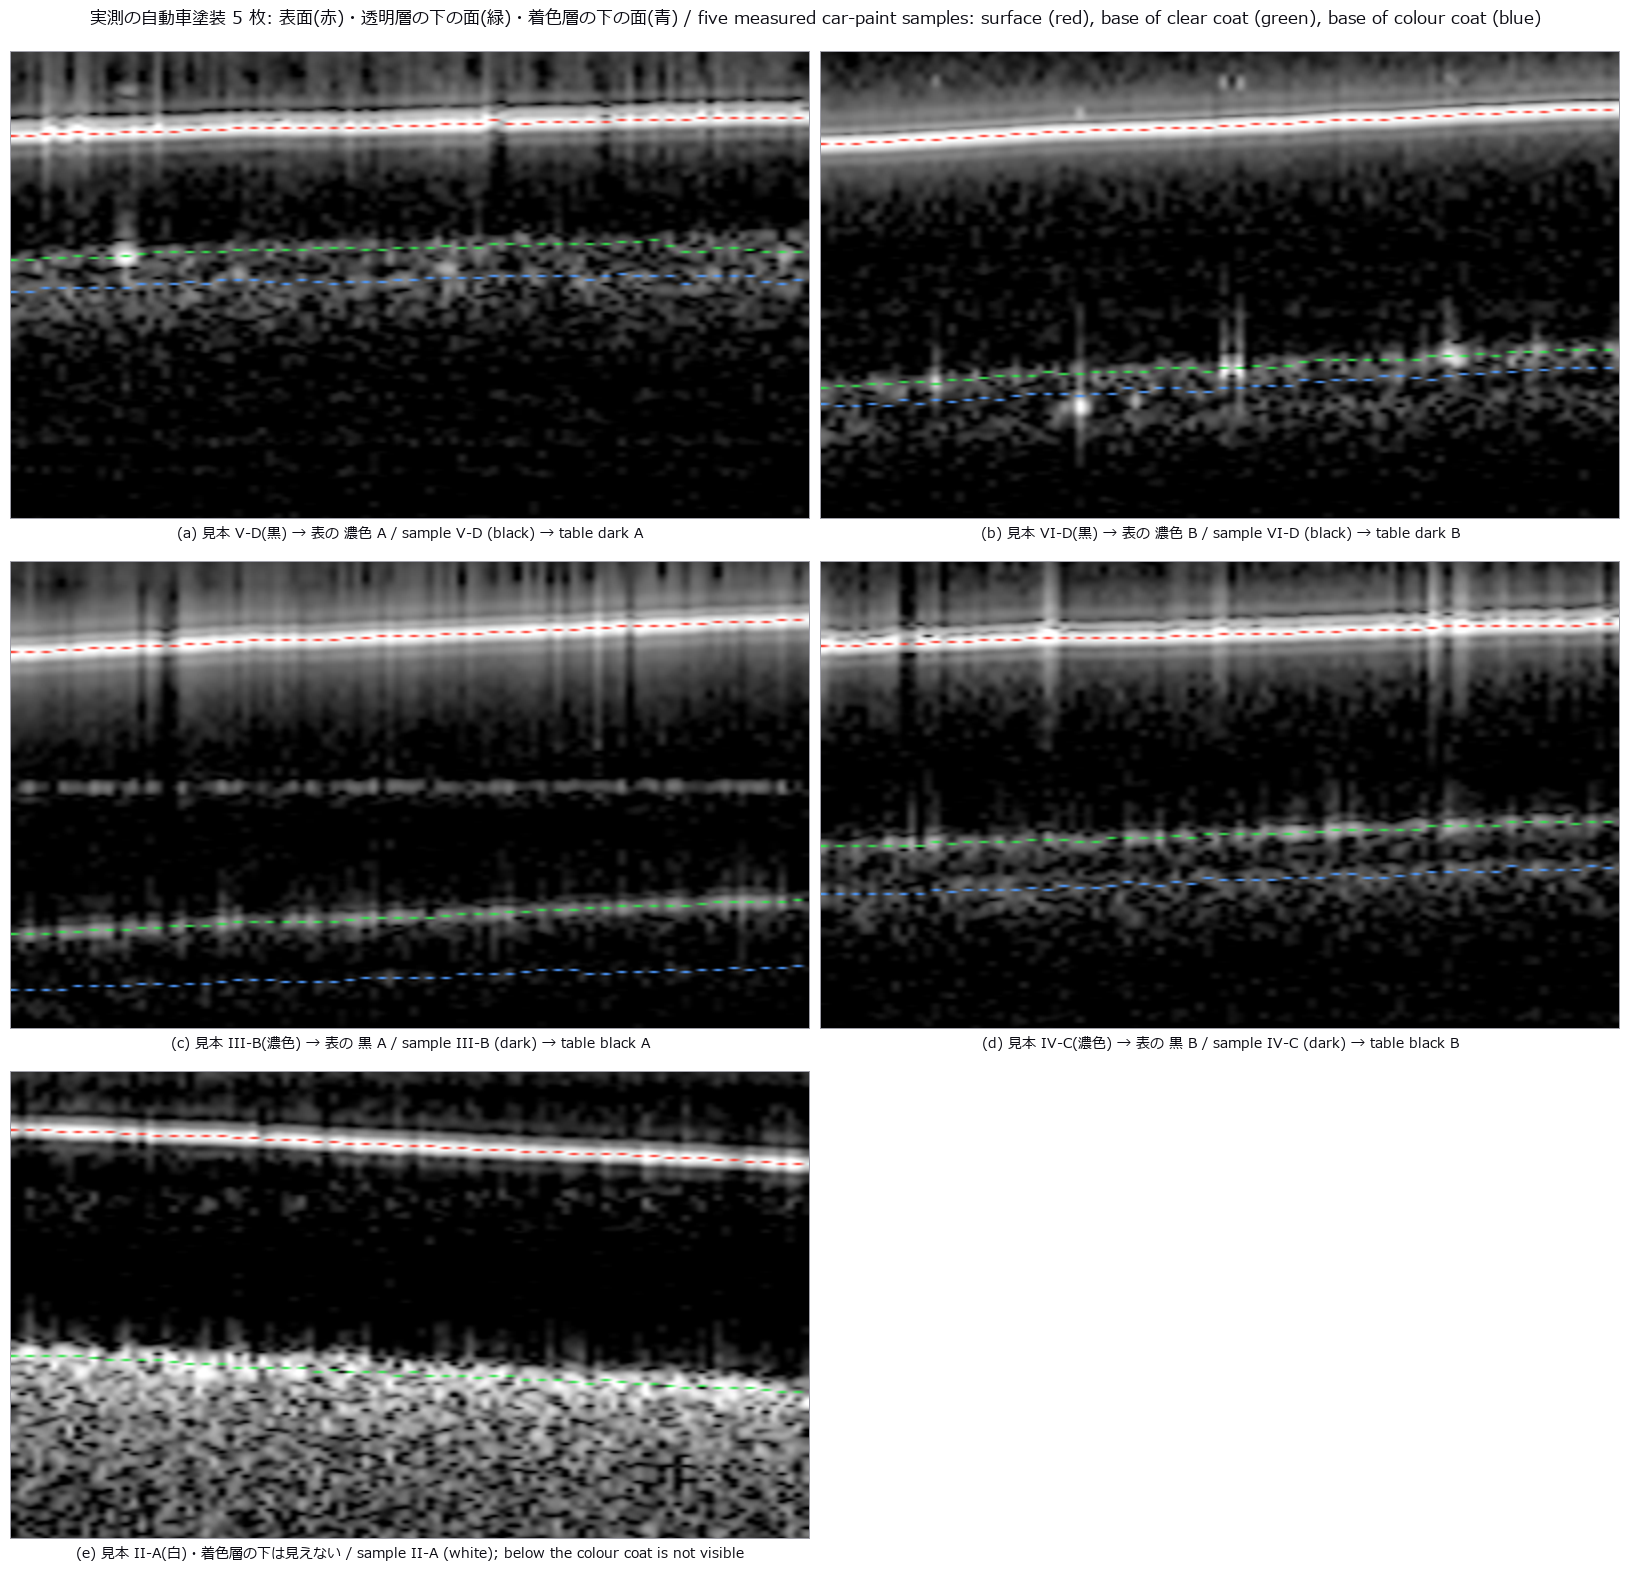 実測の自動車塗装 5 枚: 表面(赤)・透明層の下の面(緑)・着色層の下の面(青) / five measured car-paint samples: surface (red), base of clear coat (green), base of colour coat (blue)
(a) 見本 V-D(黒) → 表の 濃色 A / sample V-D (black) → table dark A
(b) 見本 VI-D(黒) → 表の 濃色 B / sample VI-D (black) → table dark B
(c) 見本 III-B(濃色) → 表の 黒 A / sample III-B (dark) → table black A
(d) 見本 IV-C(濃色) → 表の 黒 B / sample IV-C (dark) → table black B
(e) 見本 II-A(白)・着色層の下は見えない / sample II-A (white); below the colour coat is not visible